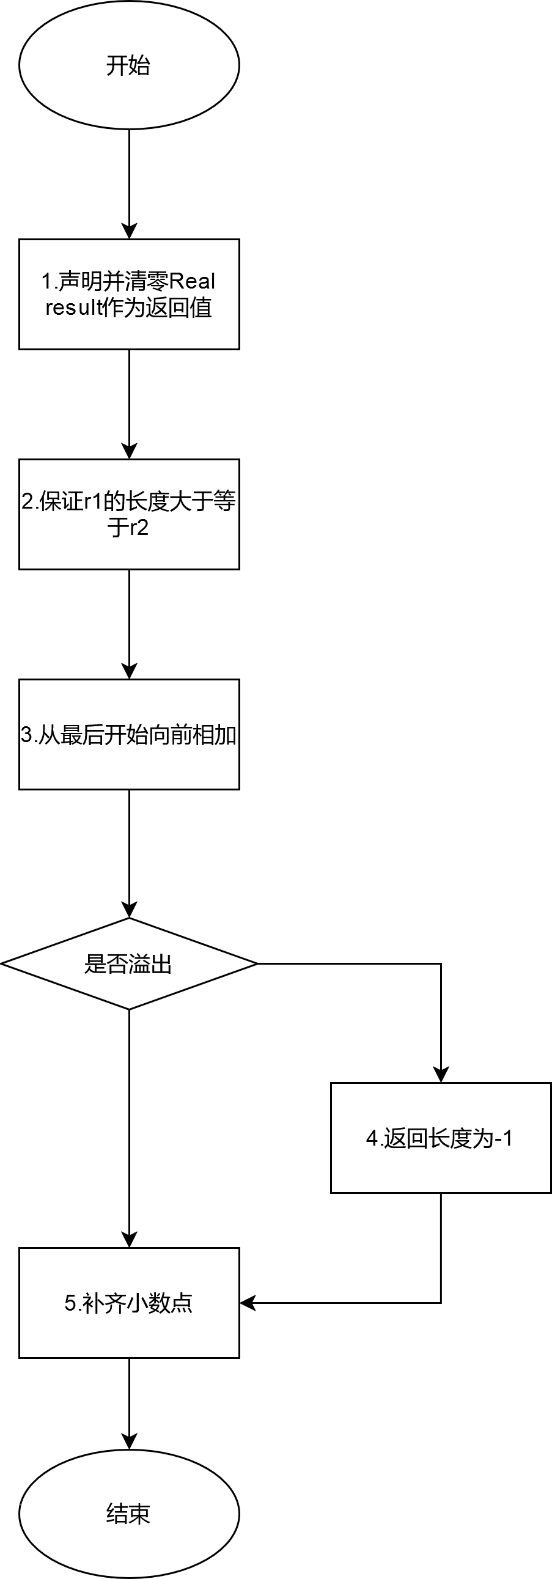 开始
1.声明并清零Real
result作为返回值
2.保证r1的长度大于等
于r2
3.从最后开始向前相加
是否溢出
4.返回长度为-1
5.补齐小数点
结束